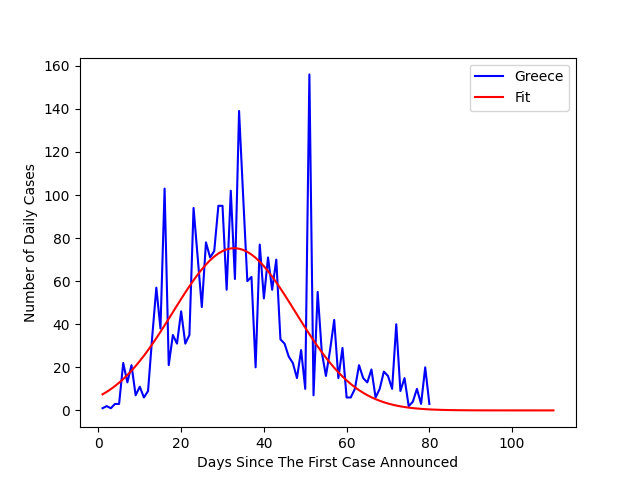 Greece
Fit
160
140
120
100
80
60
40
20
0
Number of Daily Cases
0 20 40 60 80 100
Days Since The First Case Announced